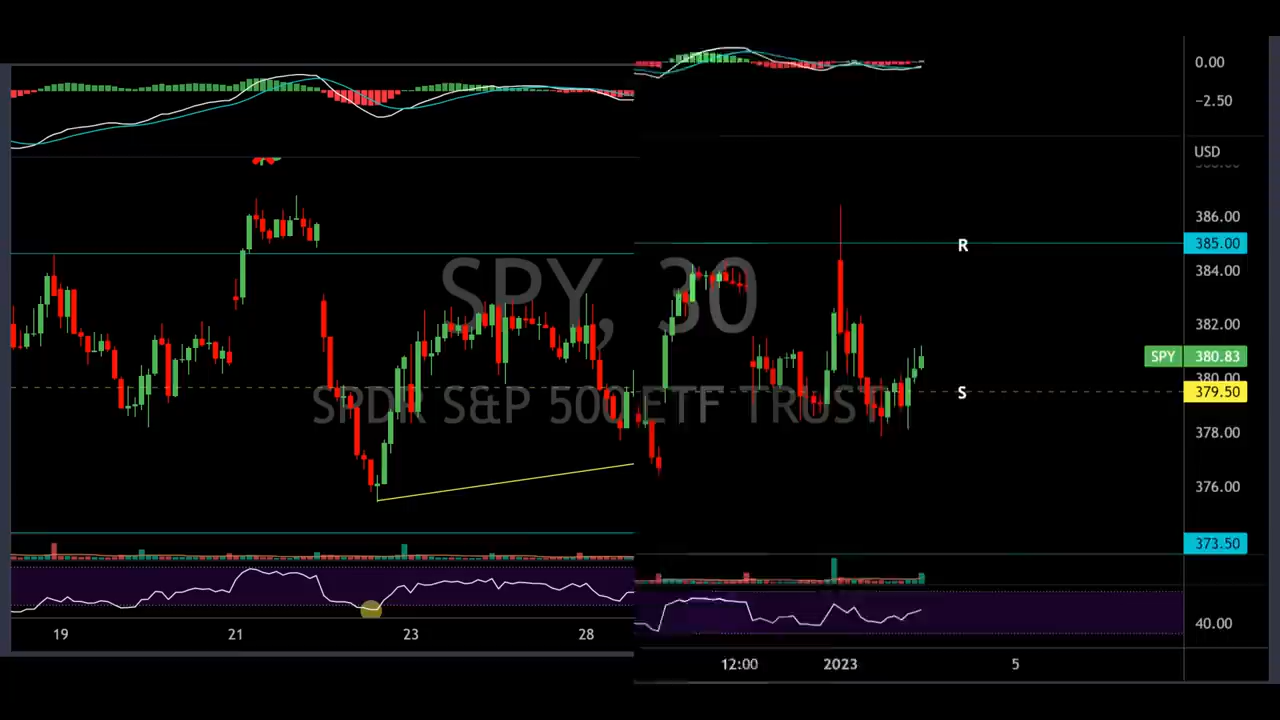 0.00
−2.50
USD
386.00
R
385.00
384.00
SPY, 30
382.00
SPY 380.83
380.00
S
379.50
SPDR S&P 500 ETF TRUST
378.00
376.00
373.50
40.00
19 21 23 28
12:00 2023 5